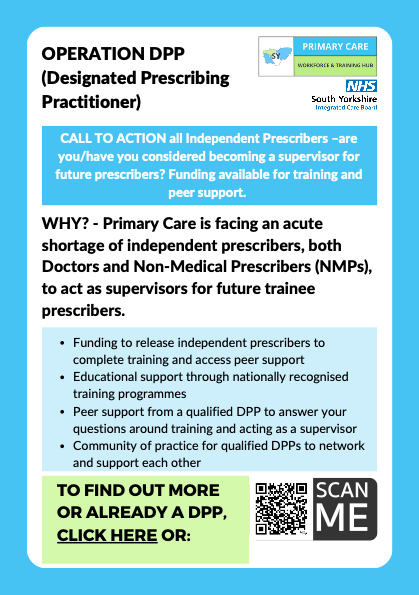 OPERATION DPP
(Designated Prescribing
Practitioner)
SY
PRIMARY CARE
WORKFORCE & TRAINING HUB
NHS
South Yorkshire
Integrated Care Board
CALL TO ACTION all Independent Prescribers –are
you/have you considered becoming a supervisor for
future prescribers? Funding available for training and
peer support.
WHY? - Primary Care is facing an acute
shortage of independent prescribers, both
Doctors and Non-Medical Prescribers (NMPs),
to act as supervisors for future trainee
prescribers.
• Funding to release independent prescribers to
complete training and access peer support
• Educational support through nationally recognised
training programmes
• Peer support from a qualified DPP to answer your
questions around training and acting as a supervisor
• Community of practice for qualified DPPs to network
and support each other
TO FIND OUT MORE
OR ALREADY A DPP,
CLICK HERE OR:
SCAN
ME